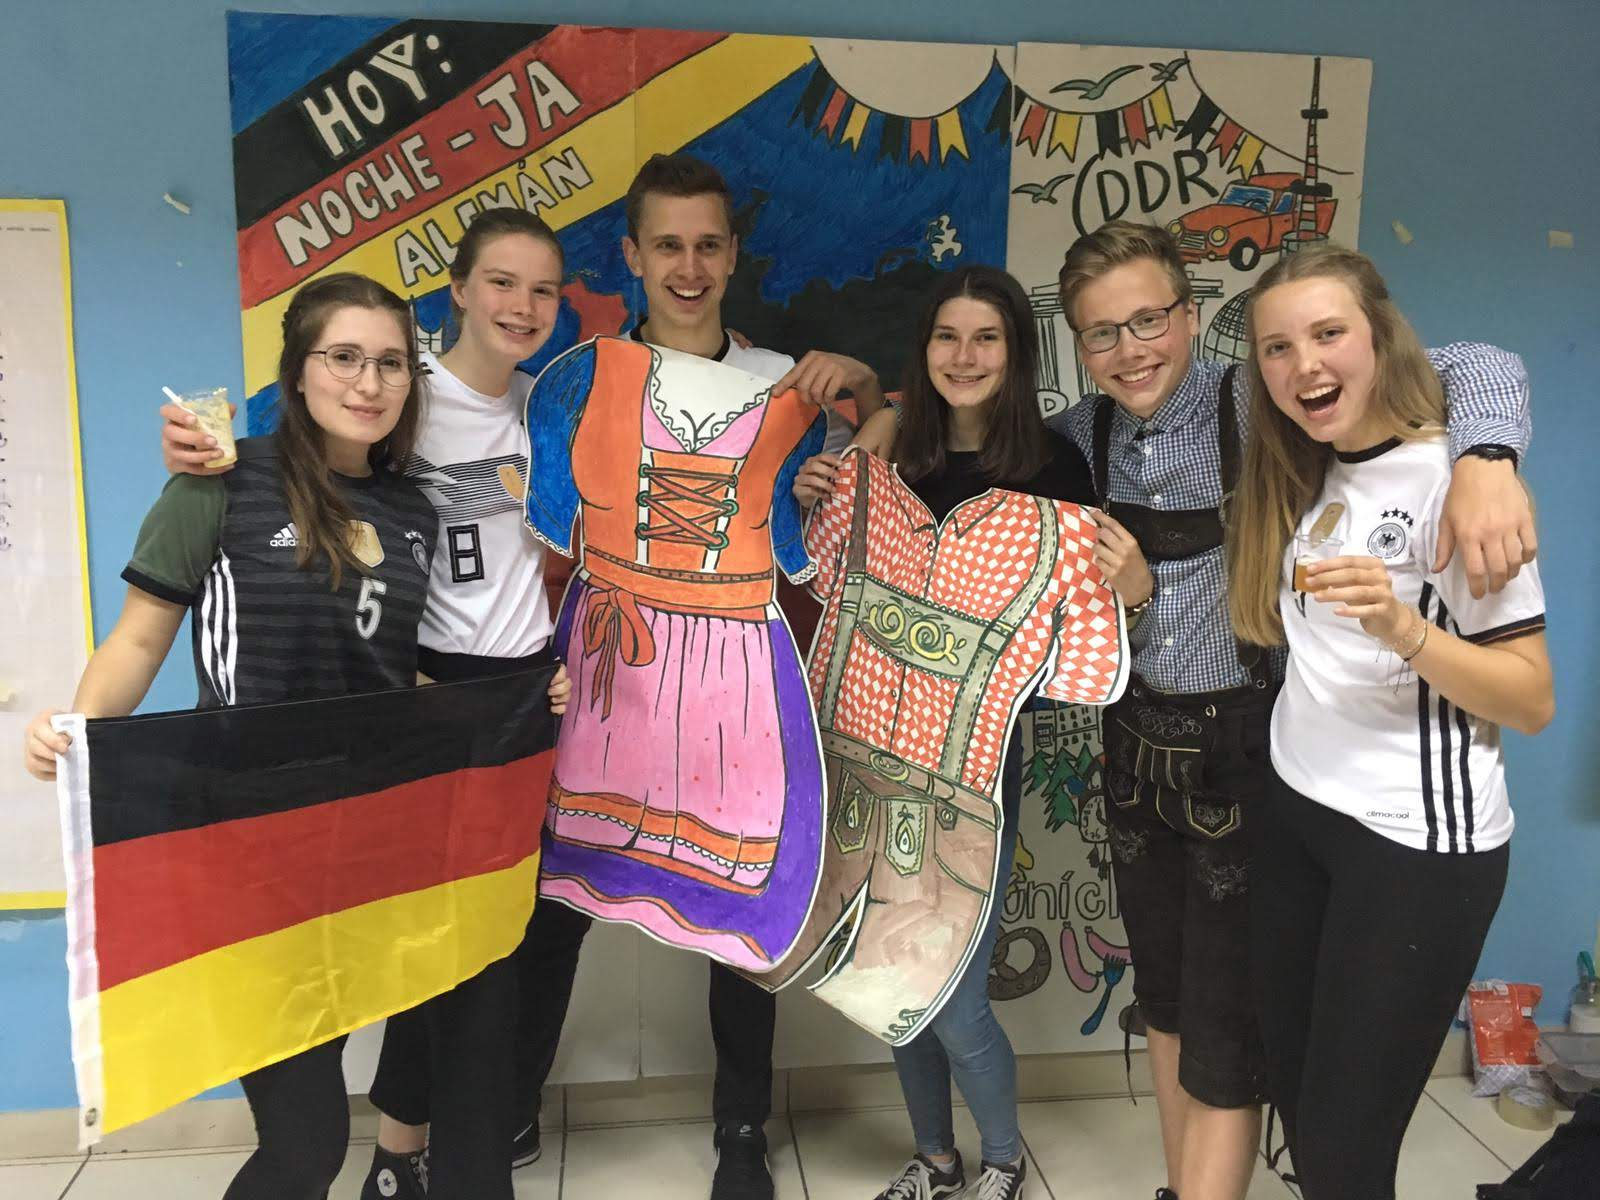 HOY:
NOCHE-JA
ALEMÁN
DDR
adidas
5
8
climacool